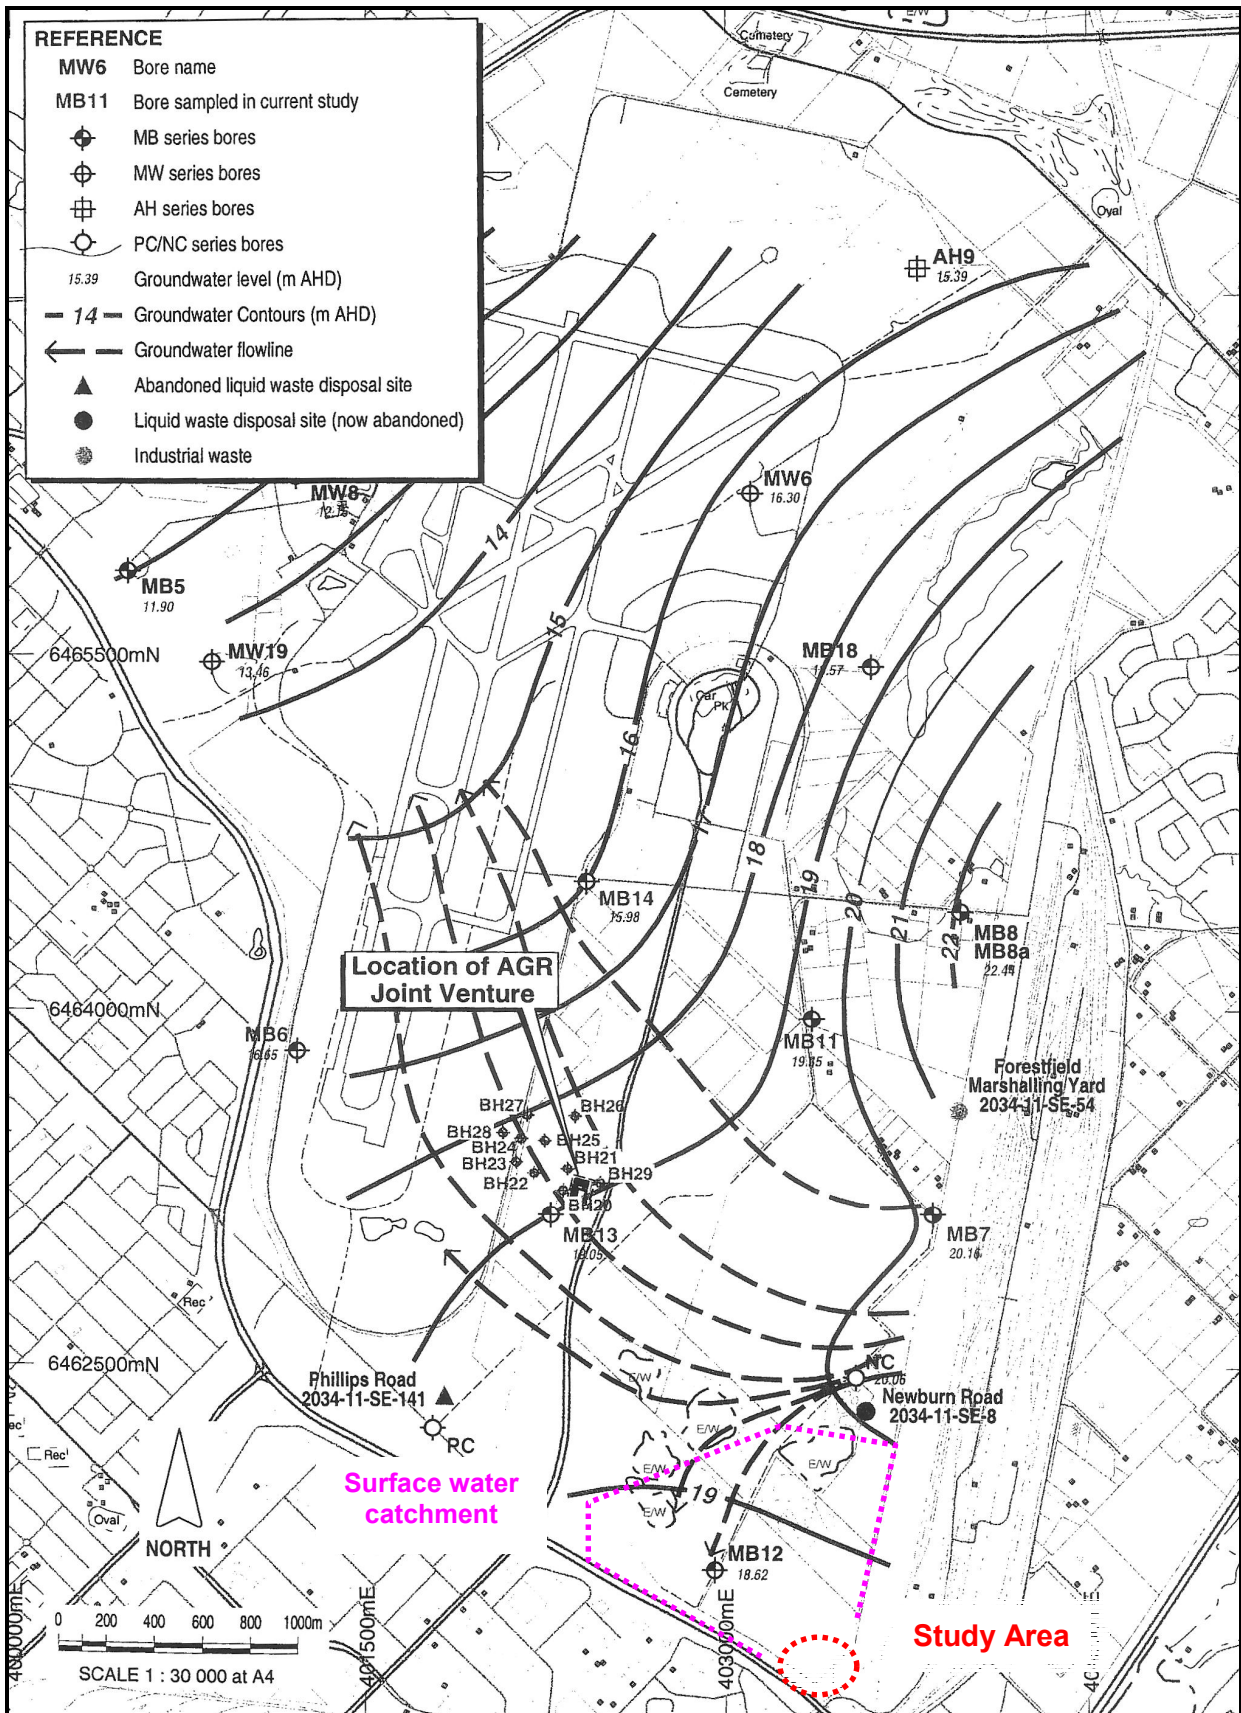 REFERENCE
MW6 Bore name
MB11 Bore sampled in current study
MB series bores
MW series bores
AH series bores
PC/NC series bores
15.39 Groundwater level (m AHD)
14 Groundwater Contours (m AHD)
Groundwater flowline
Abandoned liquid waste disposal site
Liquid waste disposal site (now abandoned)
Industrial waste
E/W
Cemetery
Cemetery
Oval
AH9
15.39
MW8
MW6
16.30
14
MB5
11.90
15
6465500mN
MW19
13.46
MB18
Car
Pk
16
17
18
19
20
21
22
MB14
15.98
MB8
MB8a
22.44
Location of AGR
Joint Venture
6464000mN
MB6
16.65
MB11
Forestfield
Marshalling Yard
2034-11-SE-54
BH27
BH26
BH28
BH24
BH25
BH23
BH21
BH22
BH29
BH20
MB13
MB7
20.16
Rec
6462500mN
Phillips Road
2034-11-SE-141
PC
E/W
NC
20.06
Newburn Road
2034-11-SE-8
E/W
E/W
E/W
E/W
Rec
Oval
NORTH
Surface water
catchment
19
MB12
18.62
Study Area
0 200 400 600 800 1000m
SCALE 1 : 30 000 at A4
400000mE
401500mE
403000mE